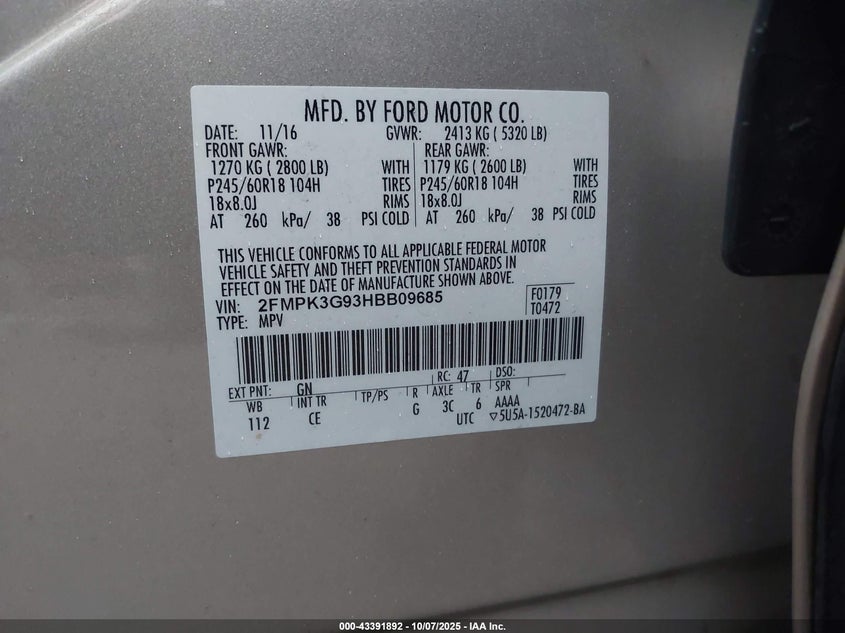 MFD. BY FORD MOTOR CO.
DATE: 11/16 GVWR: 2413 KG ( 5320 LB)
FRONT GAWR: REAR GAWR:
1270 KG ( 2800 LB) WITH 1179 KG ( 2600 LB) WITH
P245/60R18 104H TIRES P245/60R18 104H TIRES
18x8.0J RIMS 18x8.0J RIMS
AT 260 kPa/ 38 PSI COLD AT 260 kPa/ 38 PSI COLD
THIS VEHICLE CONFORMS TO ALL APPLICABLE FEDERAL MOTOR
VEHICLE SAFETY AND THEFT PREVENTION STANDARDS IN
EFFECT ON THE DATE OF MANUFACTURE SHOWN ABOVE.
VIN: 2FMPK3G93HBB09685 F0179
TYPE: MPV T0472
EXT PNT: GN RC: 47 DSO:
WB INT TR TP/PS R AXLE TR SPR
112 CE G 3C 6 AAAA
UTC ▽5U5A-1520472-BA
000-43391892 - 10/07/2025 - IAA Inc.